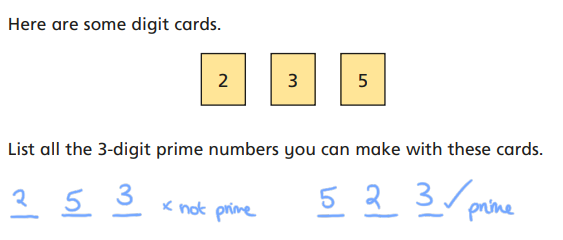 Here are some digit cards.
2 3 5
List all the 3-digit prime numbers you can make with these cards.
2 5 3 × not prime 5 2 3 ✓ prime